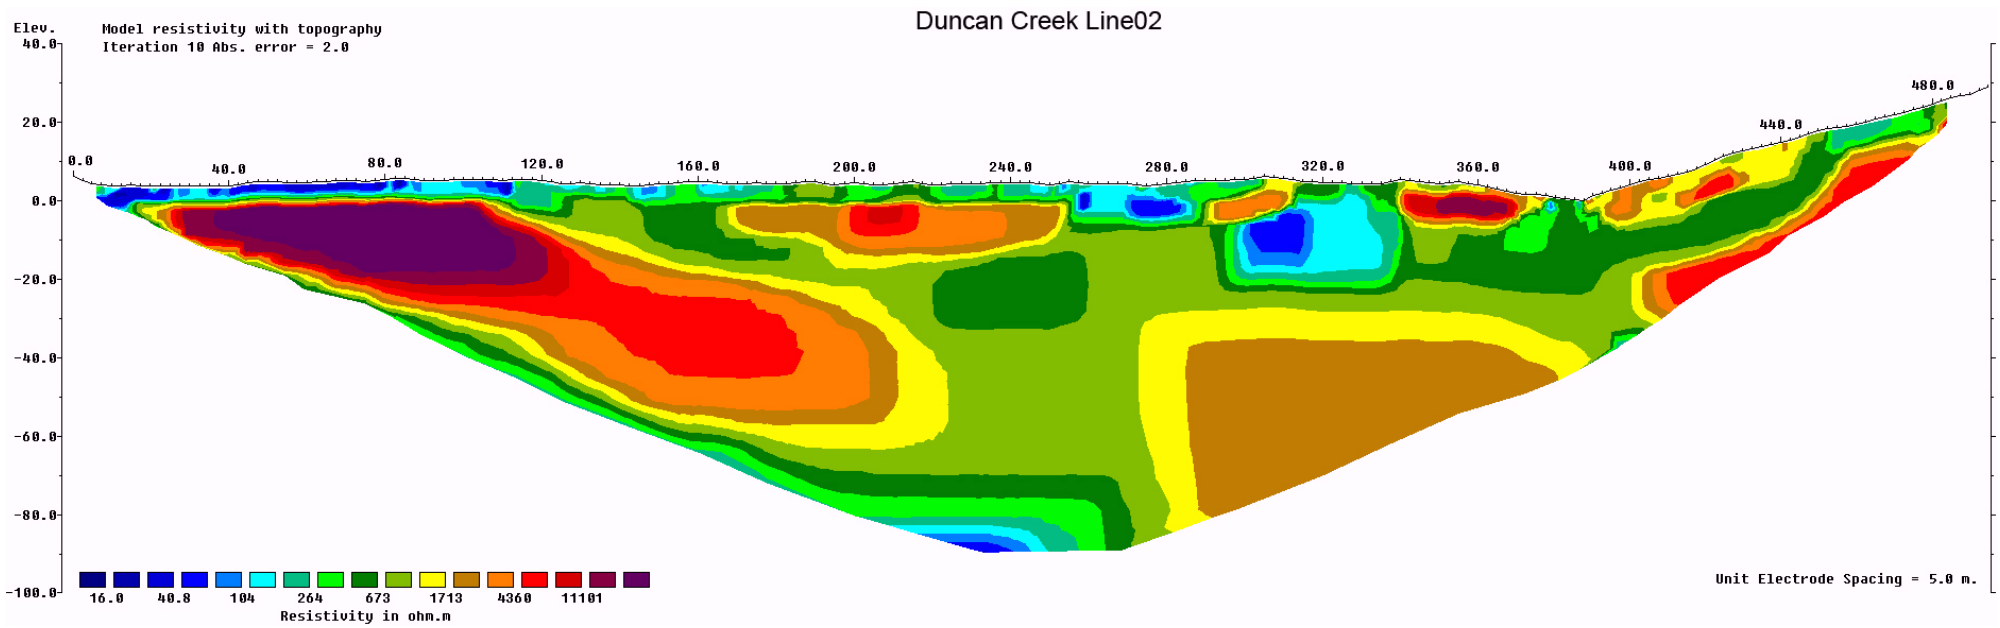 Duncan Creek Line02
Elev.
Model resistivity with topography
Iteration 10 Abs. error = 2.0
40.0
20.0
0.0
-20.0
-40.0
-60.0
-80.0
-100.0
0.0 40.0 80.0 120.0 160.0 200.0 240.0 280.0 320.0 360.0 400.0 440.0 480.0
16.0 40.8 104 264 673 1713 4360 11101
Resistivity in ohm.m
Unit Electrode Spacing = 5.0 m.